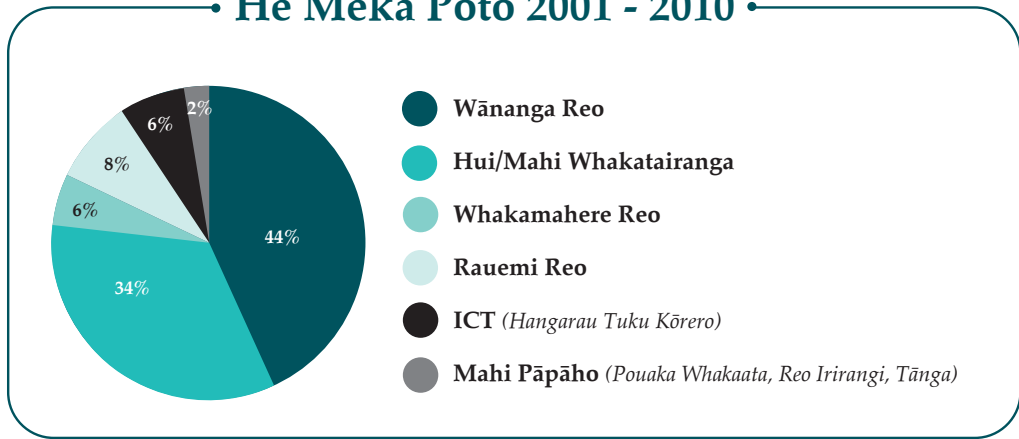 He Meka Poto 2001 - 2010
2%
6%
8%
6%
44%
34%
Wānanga Reo
Hui/Mahi Whakatairanga
Whakamahere Reo
Rauemi Reo
ICT (Hangarau Tuku Kōrero)
Mahi Pāpāho (Pouaka Whakaata, Reo Irirangi, Tānga)